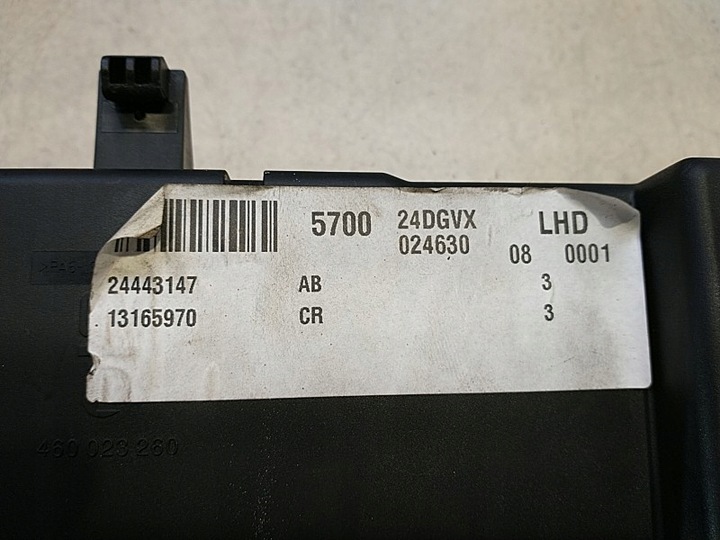 5700 24DGVX LHD
024630 08 0001
24443147 AB 3
13165970 CR 3
460 023 260